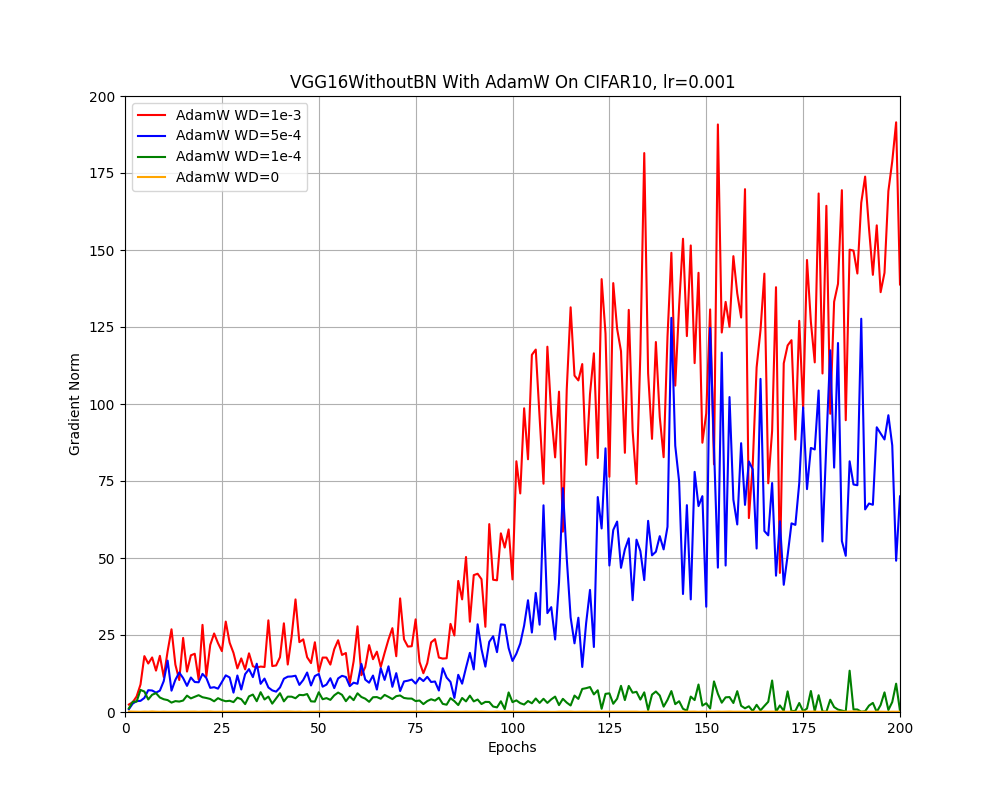 VGG16WithoutBN With AdamW On CIFAR10, lr=0.001
200
175
150
125
100
75
50
25
0
Gradient Norm
AdamW WD=1e-3
AdamW WD=5e-4
AdamW WD=1e-4
AdamW WD=0
0 25 50 75 100 125 150 175 200
Epochs